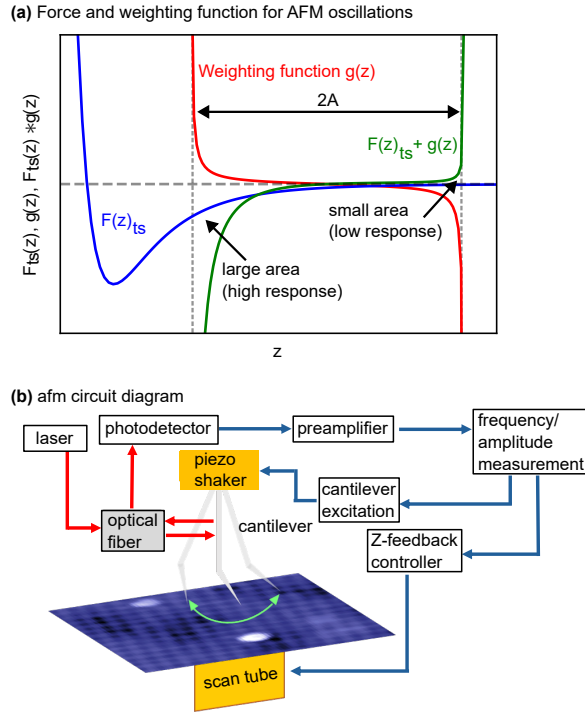 (a) Force and weighting function for AFM oscillations
Weighting function g(z)
2A
F(z)ts+ g(z)
F(z)ts
small area
(low response)
large area
(high response)
Fts(z), g(z), Fts(z) *g(z)
z
(b) afm circuit diagram
photodetector
preamplifier
frequency/
amplitude
measurement
laser
piezo
shaker
cantilever
excitation
optical
fiber
cantilever
Z-feedback
controller
scan tube